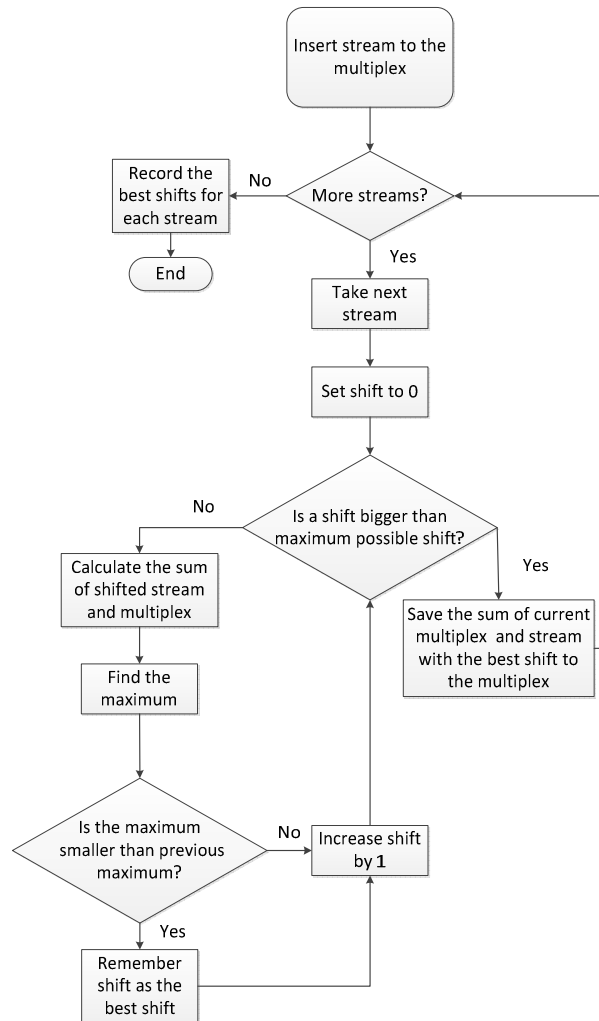 Insert stream to the
multiplex
More streams?
No
Record the
best shifts for
each stream
End
Yes
Take next
stream
Set shift to 0
Is a shift bigger than
maximum possible shift?
No
Calculate the sum
of shifted stream
and multiplex
Yes
Save the sum of current
multiplex and stream
with the best shift to
the multiplex
Find the
maximum
Is the maximum
smaller than previous
maximum?
No
Increase shift
by 1
Yes
Remember
shift as the
best shift